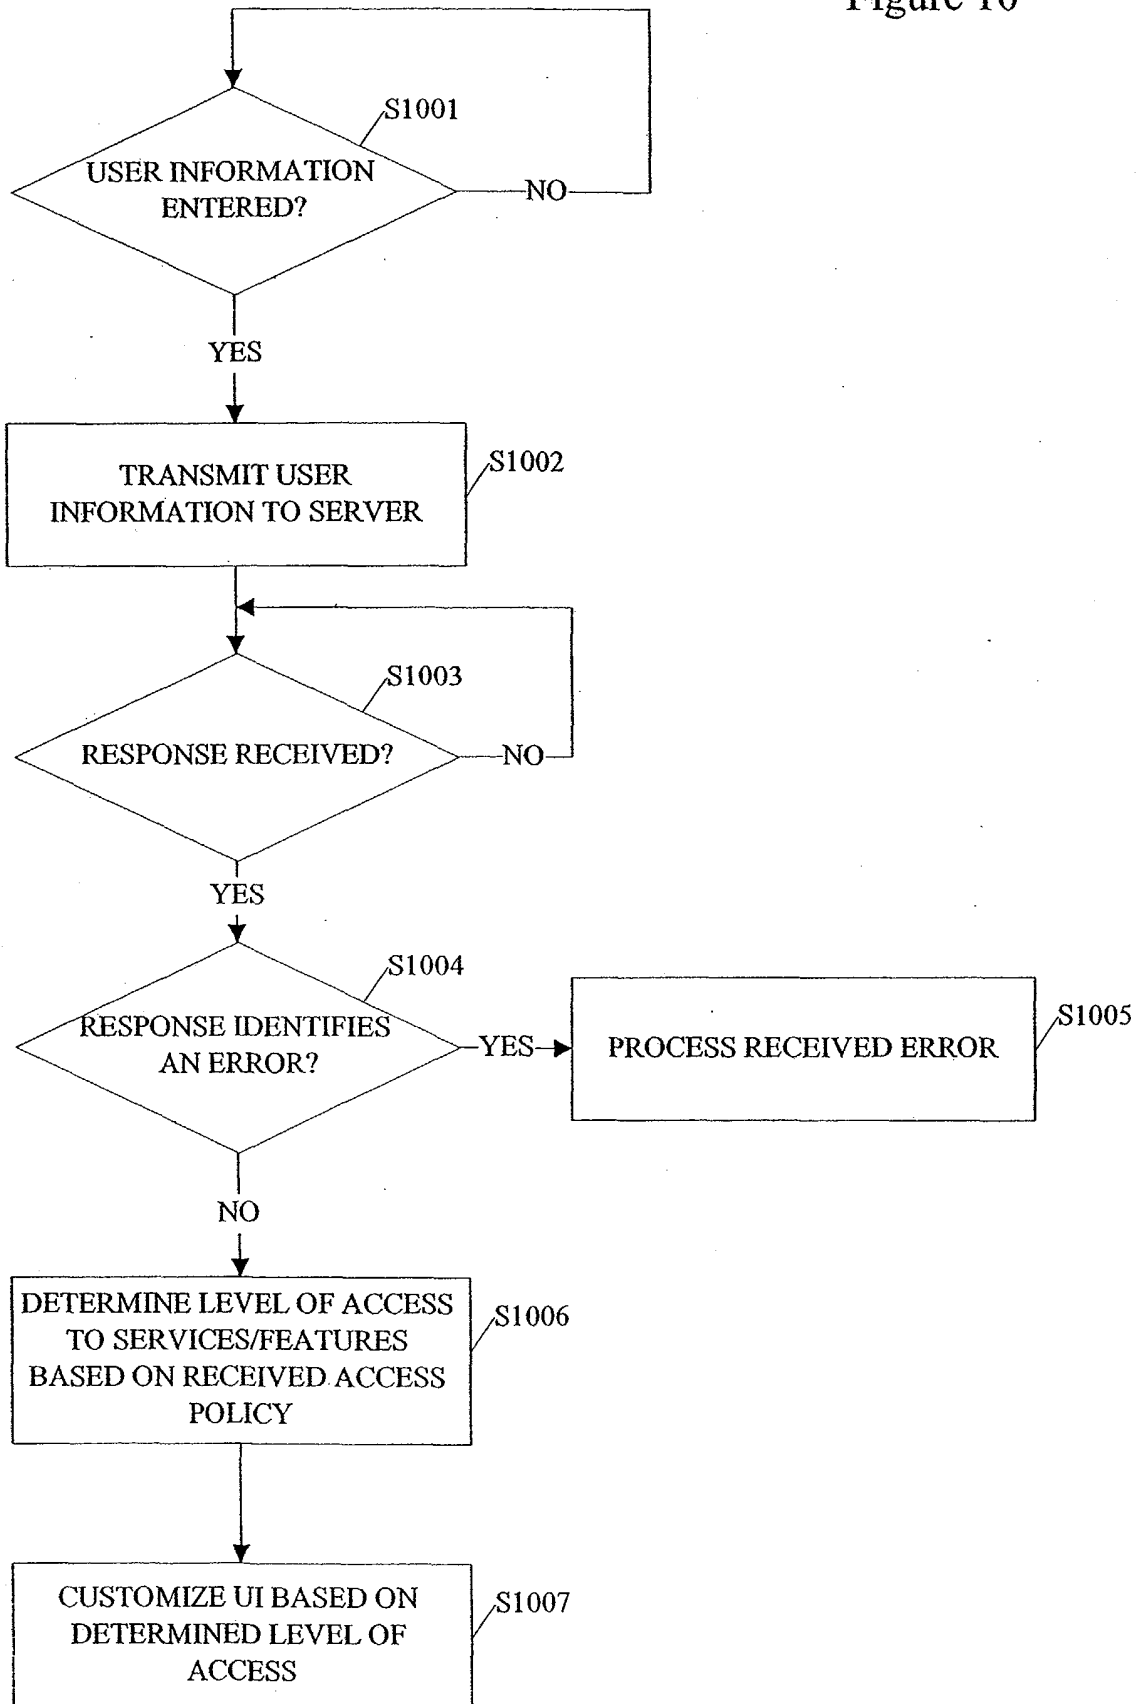 Figure 10
S1001
USER INFORMATION
ENTERED?
NO
YES
S1002
TRANSMIT USER
INFORMATION TO SERVER
S1003
RESPONSE RECEIVED?
NO
YES
S1004
RESPONSE IDENTIFIES
AN ERROR?
YES
S1005
PROCESS RECEIVED ERROR
NO
S1006
DETERMINE LEVEL OF ACCESS
TO SERVICES/FEATURES
BASED ON RECEIVED ACCESS
POLICY
S1007
CUSTOMIZE UI BASED ON
DETERMINED LEVEL OF
ACCESS